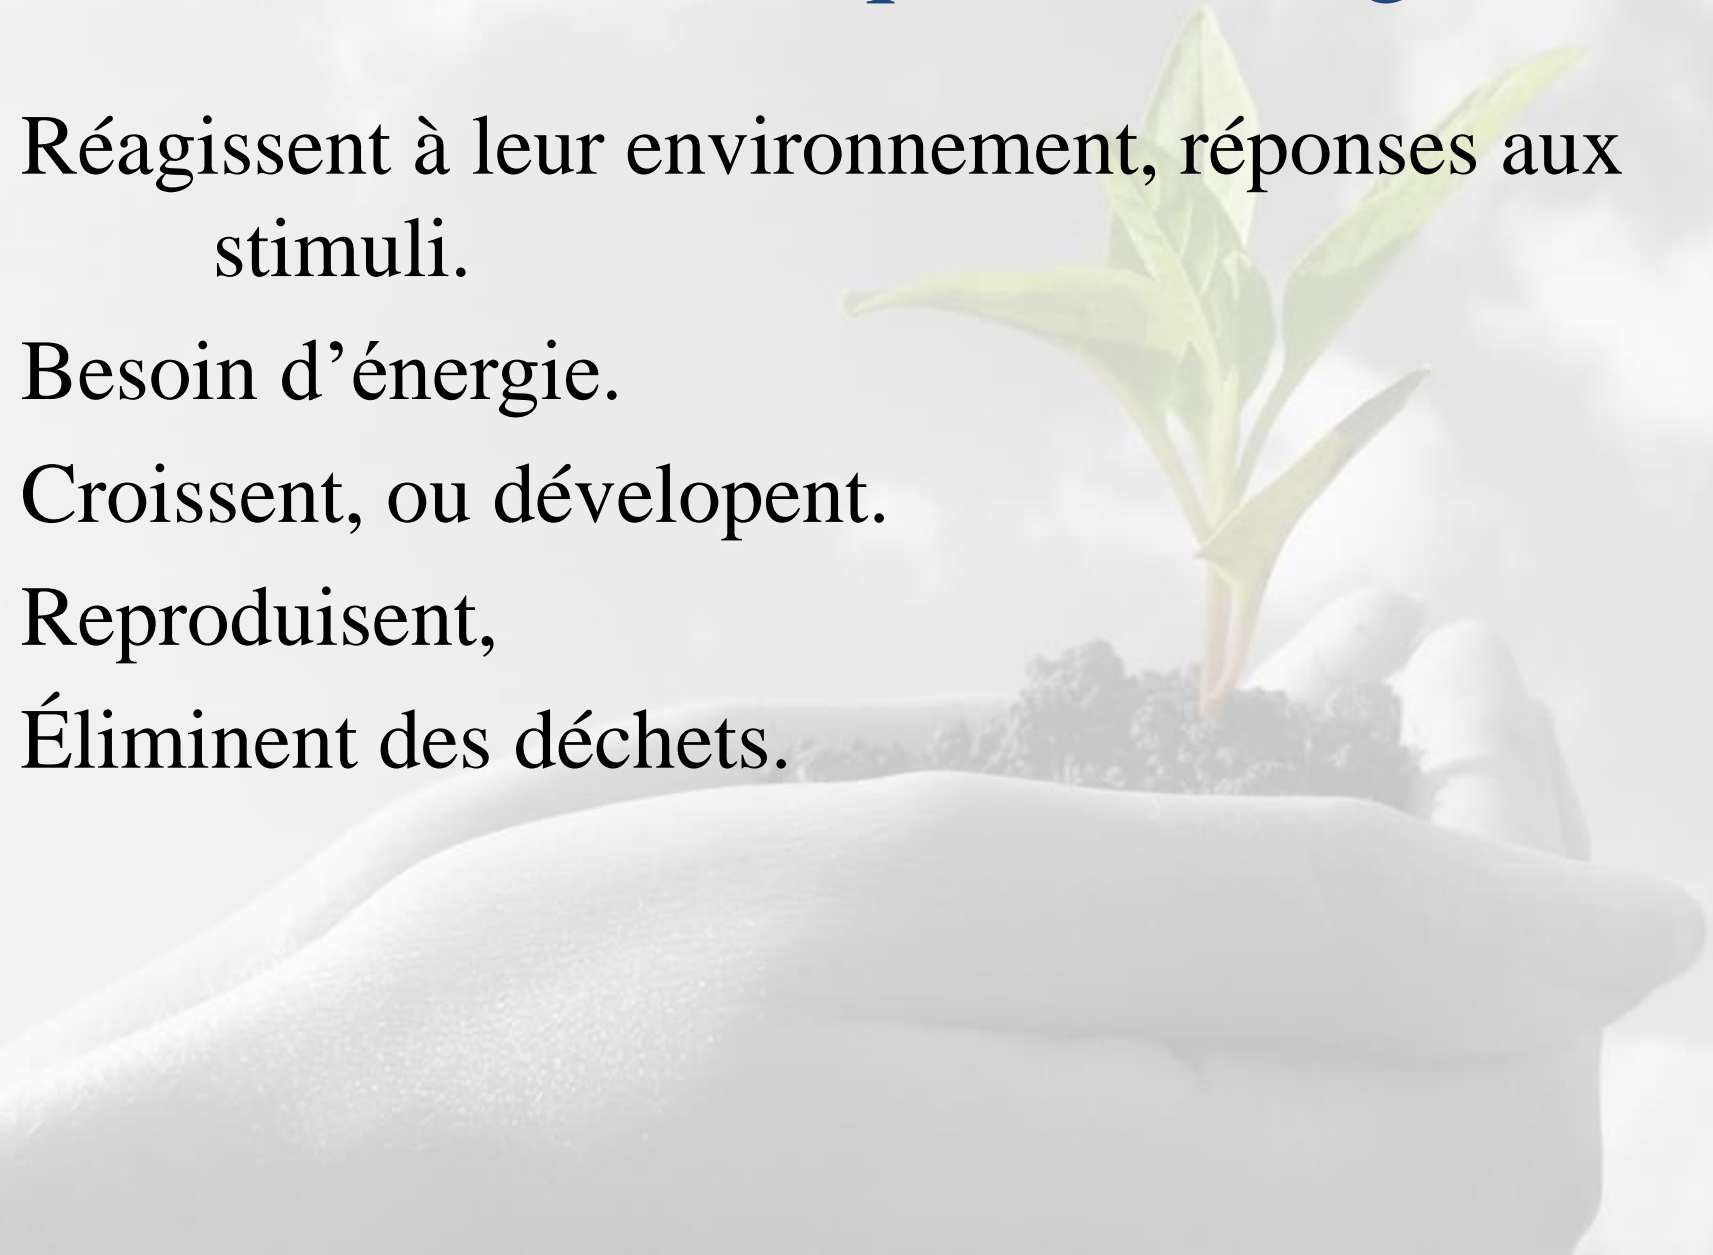 Réagissent à leur environnement, réponses aux
stimuli.
Besoin d’énergie.
Croissent, ou dévelopent.
Reproduisent,
Éliminent des déchets.